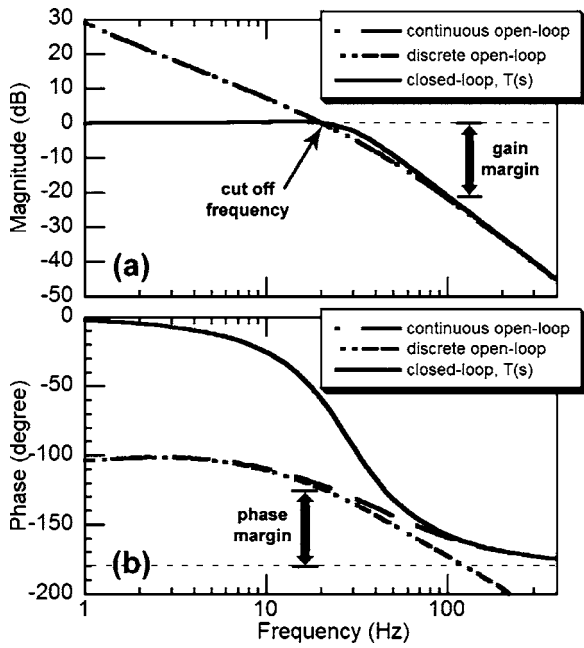 30
20
10
0
-10
-20
-30
-40
-50
Magnitude (dB)
continuous open-loop
discrete open-loop
closed-loop, T(s)
gain
margin
cut off
frequency
(a)
0
-50
-100
-150
-200
Phase (degree)
continuous open-loop
discrete open-loop
closed-loop, T(s)
phase
margin
(b)
1
10
100
Frequency (Hz)